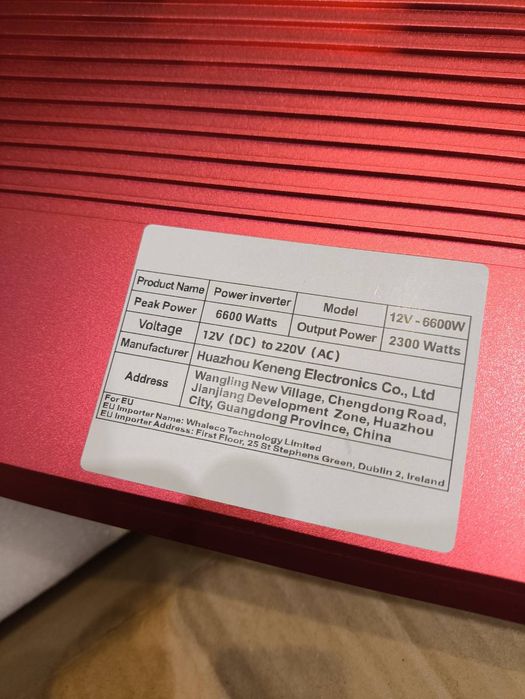 Product Name Power inverter Model 12V - 6600W
Peak Power 6600 Watts Output Power 2300 Watts
Voltage 12V (DC) to 220V (AC)
Manufacturer Huazhou Keneng Electronics Co., Ltd
Address Wangling New Village, Chengdong Road,
Jianjiang Development Zone, Huazhou
City, Guangdong Province, China
For EU
EU Importer Name: Whaleco Technology Limited
EU Importer Address: First Floor, 25 St Stephens Green, Dublin 2, Ireland